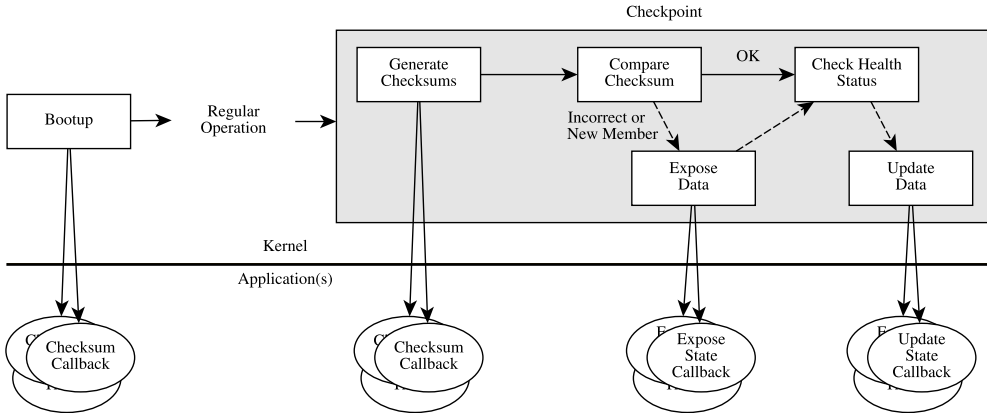 Checkpoint
Generate
Checksums
Compare
Checksum
OK
Check Health
Status
Bootup
Regular
Operation
Incorrect or
New Member
Expose
Data
Update
Data
Kernel
Application(s)
Checksum
Callback
Checksum
Callback
Expose
State
Callback
Update
State
Callback